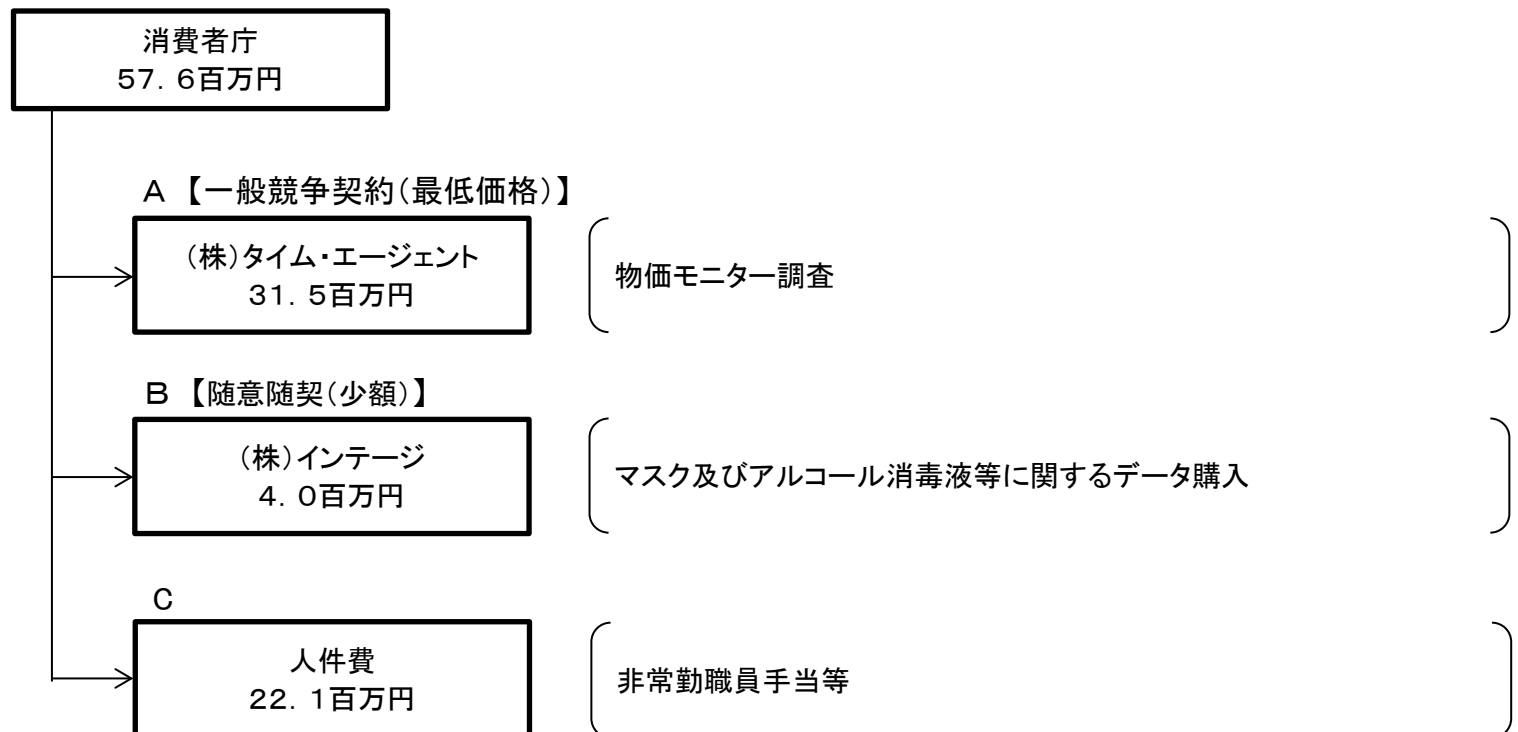 消費者庁
57．6百万円
A 【一般競争契約（最低価格）】
（株）タイム・エージェント
31．5百万円
物価モニター調査
B 【随意随契（少額）】
（株）インテージ
4．0百万円
マスク及びアルコール消毒液等に関するデータ購入
C
人件費
22．1百万円
非常勤職員手当等